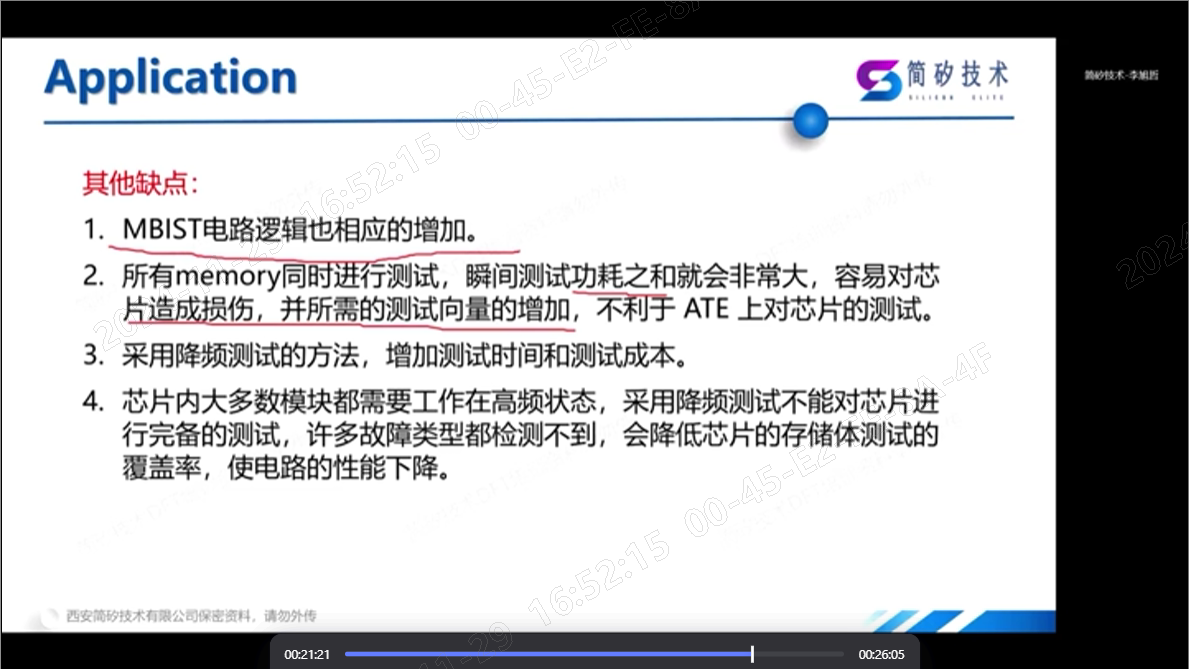 Application
简矽技术
SILICON ELITE
简矽技术-李旭哲
其他缺点：
1. MBIST电路逻辑也相应的增加。
2. 所有memory同时进行测试，瞬间测试功耗之和就会非常大，容易对芯
片造成损伤，并所需的测试向量的增加，不利于 ATE 上对芯片的测试。
3. 采用降频测试的方法，增加测试时间和测试成本。
4. 芯片内大多数模块都需要工作在高频状态，采用降频测试不能对芯片进
行完备的测试，许多故障类型都检测不到，会降低芯片的存储体测试的
覆盖率，使电路的性能下降。
16:52:15 00-45-E2-FE-8A
16:52:15 00-45-E2-FE-8A-4F
2024
11-29
西安简矽技术有限公司保密资料，请勿外传
00:21:21
00:26:05